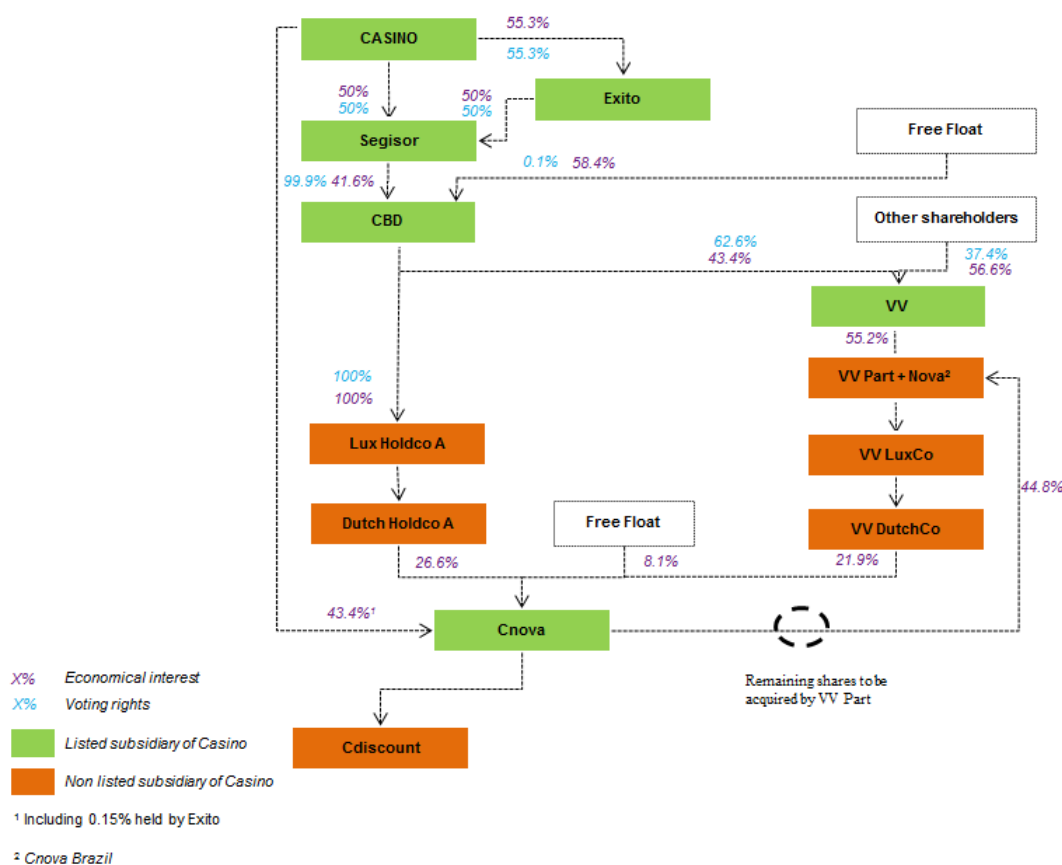 55.3%
CASINO
55.3%
50%
50%
50%
50%
Exito
Segisor
Free Float
0.1% 58.4%
99.9% 41.6%
CBD
Other shareholders
62.6%
43.4%
37.4%
56.6%
VV
55.2%
100%
100%
VV Part + Nova²
Lux Holdco A
VV LuxCo
44.8%
Dutch Holdco A
Free Float
VV DutchCo
26.6%
8.1%
21.9%
43.4%¹
Cnova
X% Economical interest
X% Voting rights
Remaining shares to be
acquired by VV Part
Listed subsidiary of Casino
Cdiscount
Non listed subsidiary of Casino
¹ Including 0.15% held by Exito
² Cnova Brazil